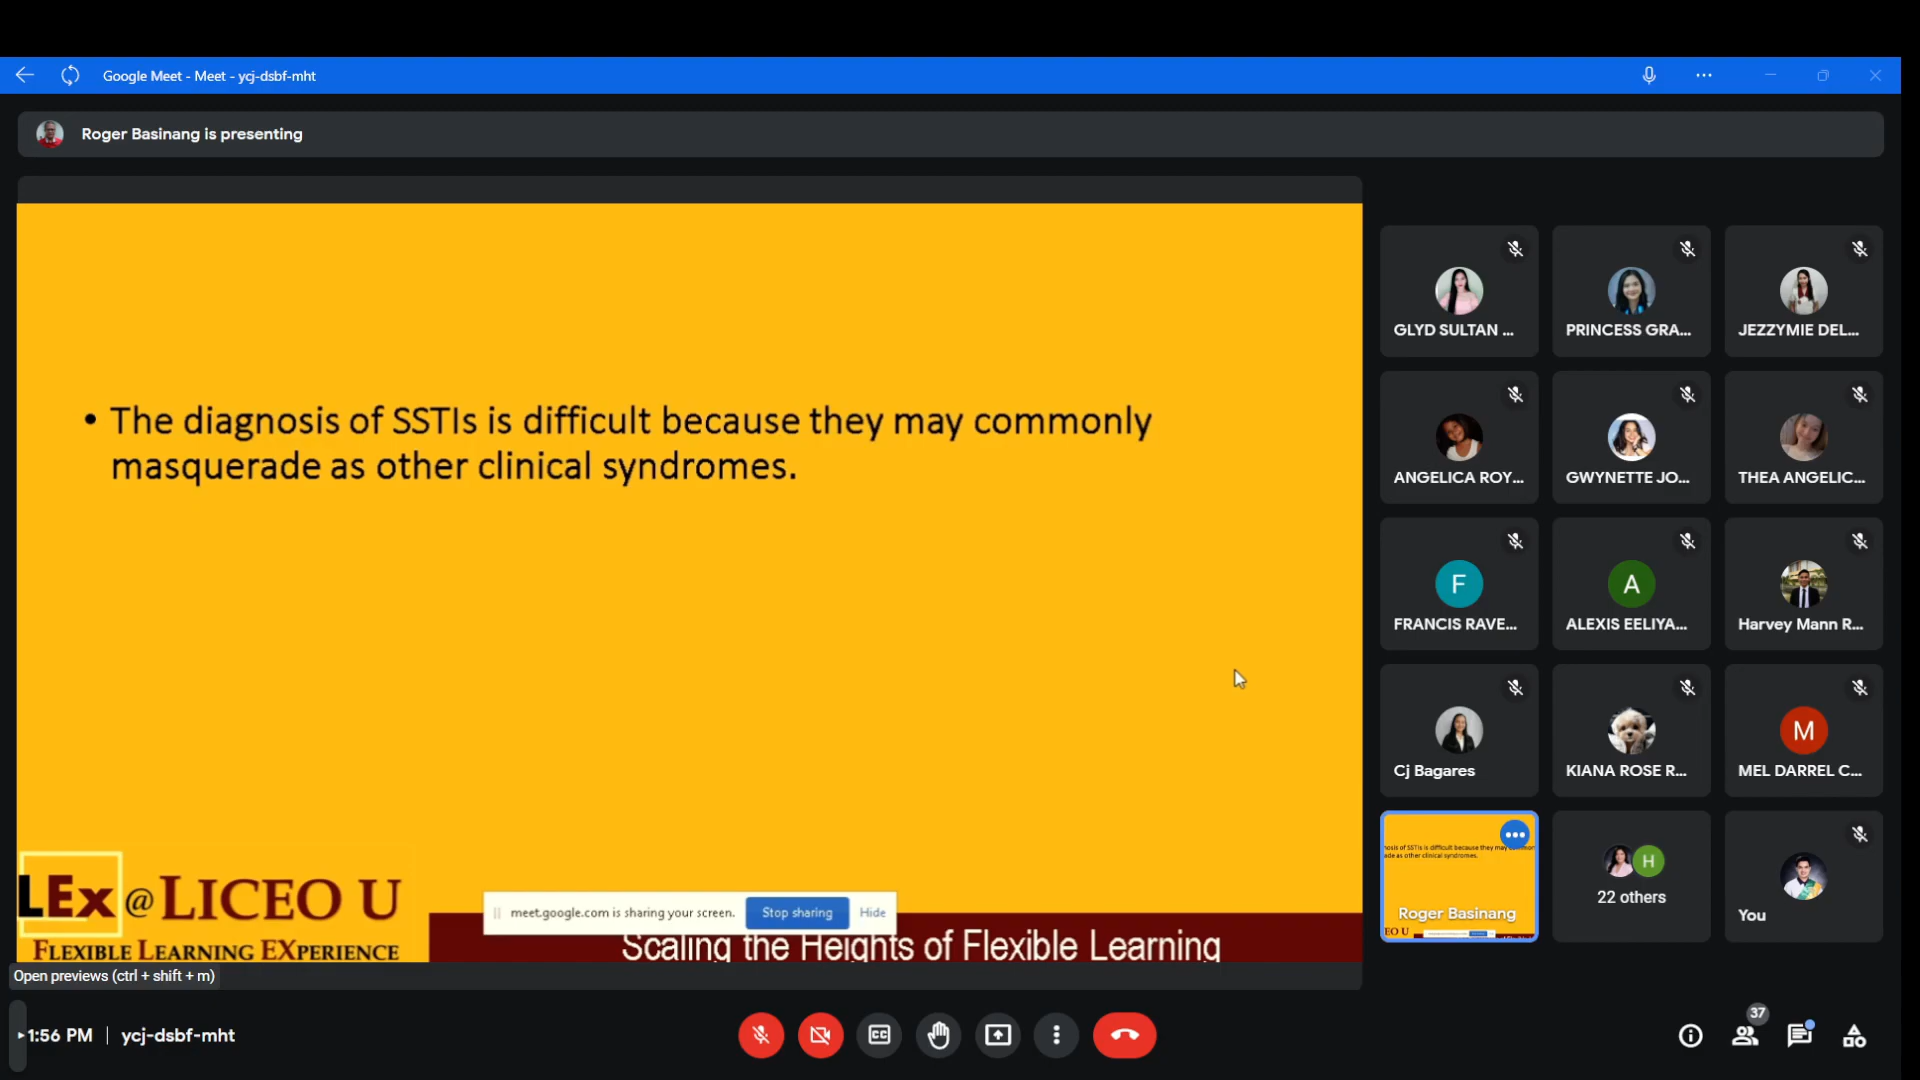 Google Meet - Meet - ycj-dsbf-mht
Roger Basinang is presenting
• The diagnosis of SSTIs is difficult because they may commonly
masquerade as other clinical syndromes.
LEx @ LICEO U
FLEXIBLE LEARNING EXPERIENCE
meet.google.com is sharing your screen.
Stop sharing
Hide
Scaling the Heights of Flexible Learning
GLYD SULTAN ...
PRINCESS GRA...
JEZZYMIE DEL...
ANGELICA ROY...
GWYNETTE JO...
THEA ANGELIC...
F
FRANCIS RAVE...
A
ALEXIS EELIYA...
Harvey Mann R...
Cj Bagares
KIANA ROSE R...
M
MEL DARREL C...
Roger Basinang
H
22 others
You
Open previews (ctrl + shift + m)
1:56 PM | ycj-dsbf-mht
CC
37